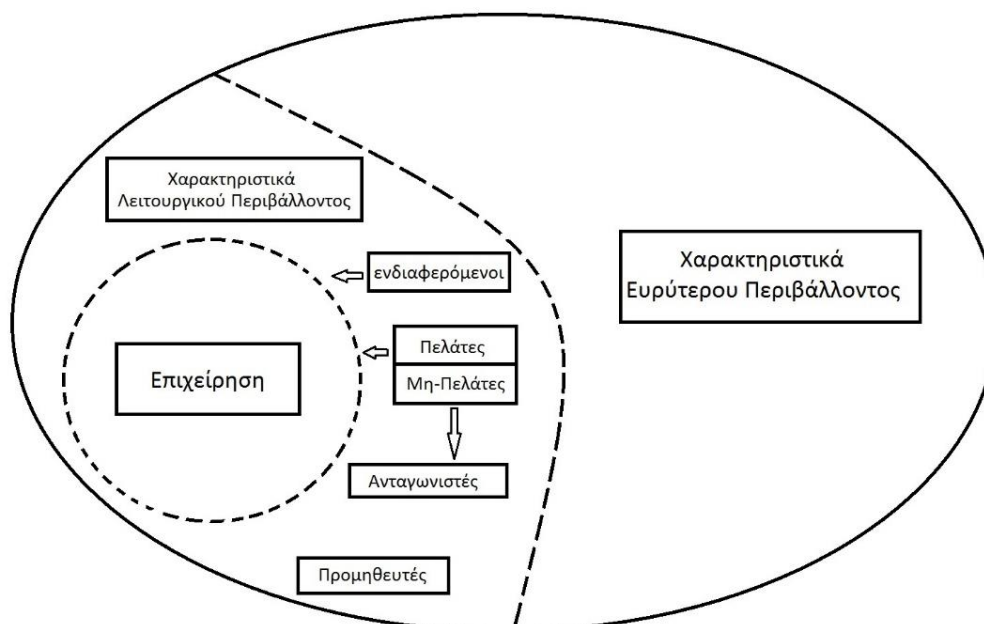 Χαρακτηριστικά
Λειτουργικού Περιβάλλοντος
ενδιαφερόμενοι
Χαρακτηριστικά
Ευρύτερου Περιβάλλοντος
Επιχείρηση
Πελάτες
Μη-Πελάτες
Ανταγωνιστές
Προμηθευτές